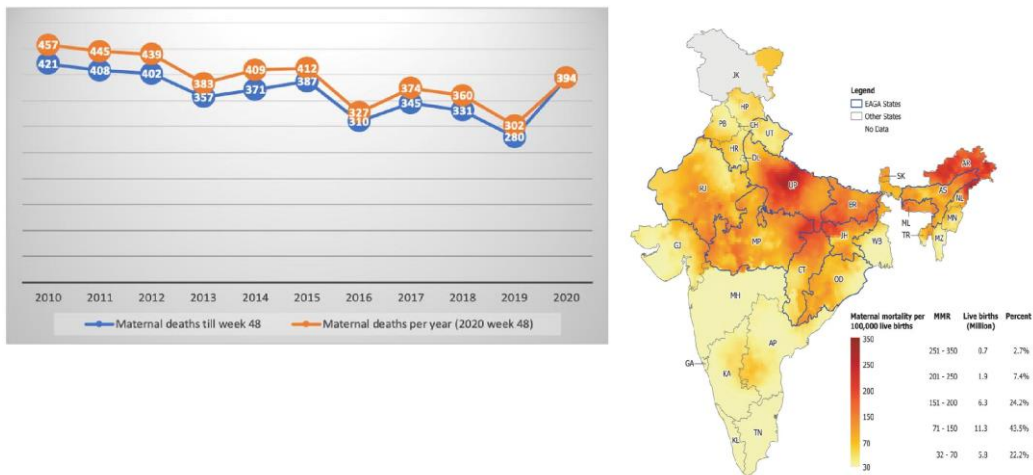 457
445
439
383
409
412
327
374
360
302
394
421
408
402
357
371
387
310
345
331
280
2010 2011 2012 2013 2014 2015 2016 2017 2018 2019 2020
Maternal deaths till week 48 Maternal deaths per year (2020 week 48)
JK
Legend
EAGA States
Other States
No Data
HP
PB
CH
UT
HR
DL
RJ
UP
SK
AR
AS
NL
BR
ML
MN
TR
MZ
GJ
MP
JH
WB
CT
OD
MH
AP
GA
KA
TN
KL
Maternal mortality per
100,000 live births
350
250
200
150
70
30
MMR Live births (Million) Percent
251 - 350 0.7 2.7%
201 - 250 1.9 7.4%
151 - 200 6.3 24.2%
71 - 150 11.3 43.5%
32 - 70 5.8 22.2%